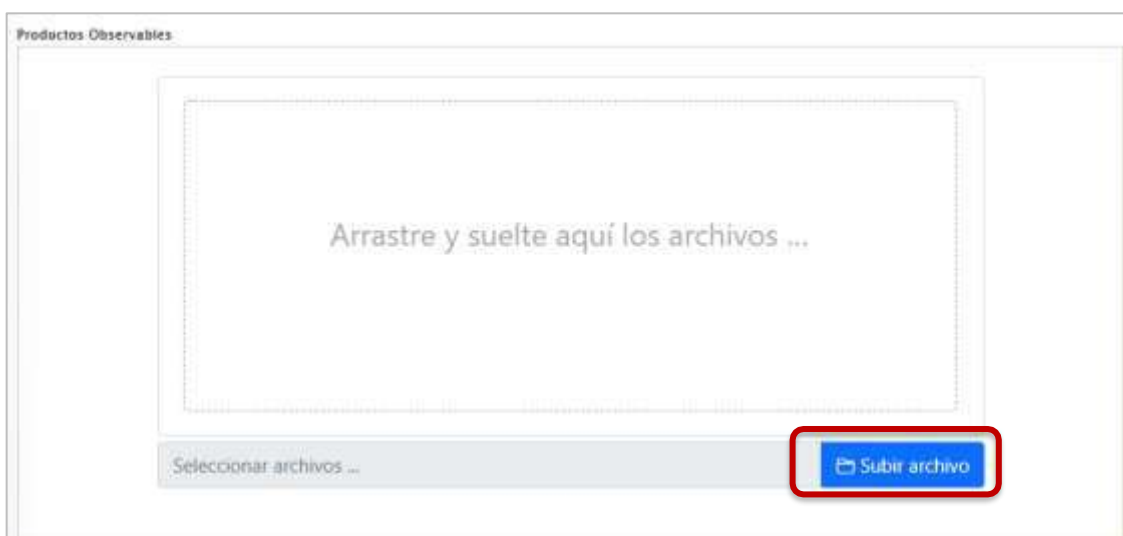 Productos Observables
Arrastre y suelte aquí los archivos ...
Seleccionar archivos ...
Subir archivo